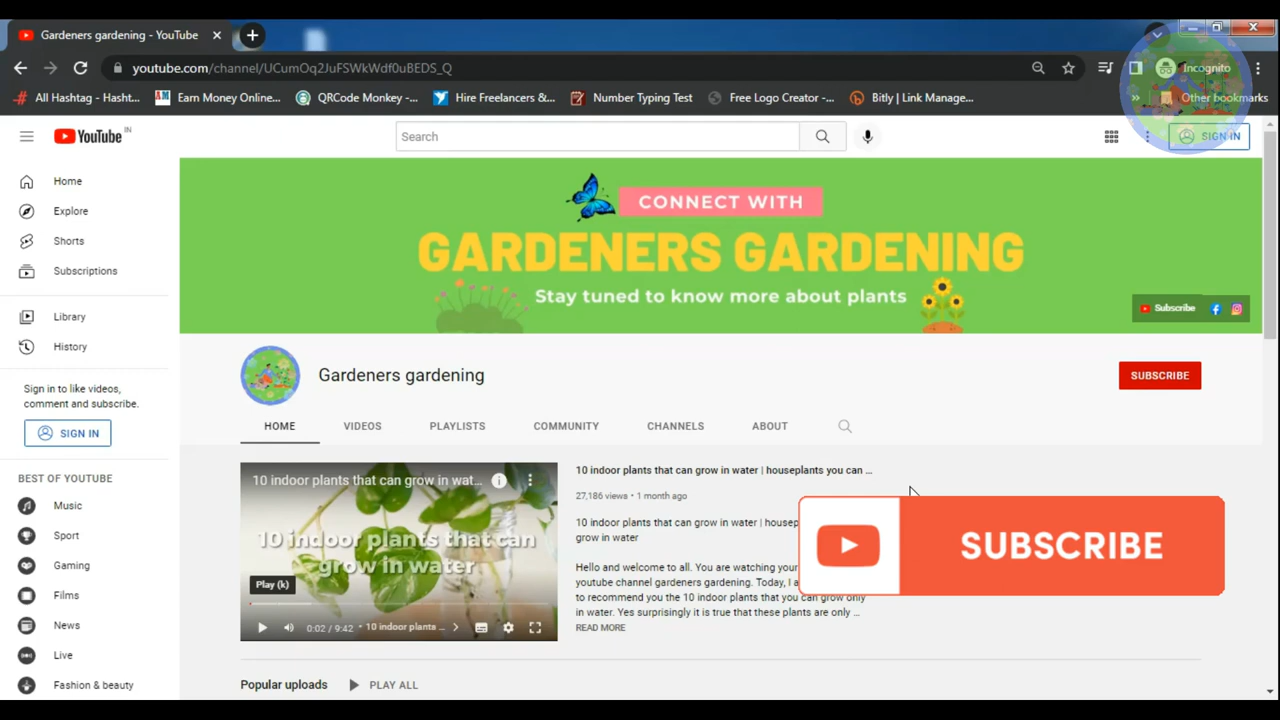 Gardeners gardening - YouTube
youtube.com/channel/UCumOq2JuFSWkWdf0uBEDS_Q
Incognito
All Hashtag - Hasht...
Earn Money Online...
QRCode Monkey -...
Hire Freelancers &...
Number Typing Test
Free Logo Creator -...
Bitly | Link Manage...
Other bookmarks
YouTube IN
Search
SIGN IN
Home
Explore
Shorts
Subscriptions
Library
History
Sign in to like videos,
comment and subscribe.
SIGN IN
BEST OF YOUTUBE
Music
Sport
Gaming
Films
News
Live
Fashion & beauty
CONNECT WITH
GARDENERS GARDENING
Stay tuned to know more about plants
Subscribe
Gardeners gardening
SUBSCRIBE
HOME
VIDEOS
PLAYLISTS
COMMUNITY
CHANNELS
ABOUT
10 indoor plants that can grow in wat...
10 indoor plants that can
grow in water
Play (k)
0:02 / 9:42 • 10 indoor plants ...
10 indoor plants that can grow in water | houseplants you can ...
27,186 views • 1 month ago
10 indoor plants that can grow in water | housep
grow in water
Hello and welcome to all. You are watching your
youtube channel gardeners gardening. Today, I a
to recommend you the 10 indoor plants that you can grow only
in water. Yes surprisingly it is true that these plants are only ...
READ MORE
SUBSCRIBE
Popular uploads
PLAY ALL